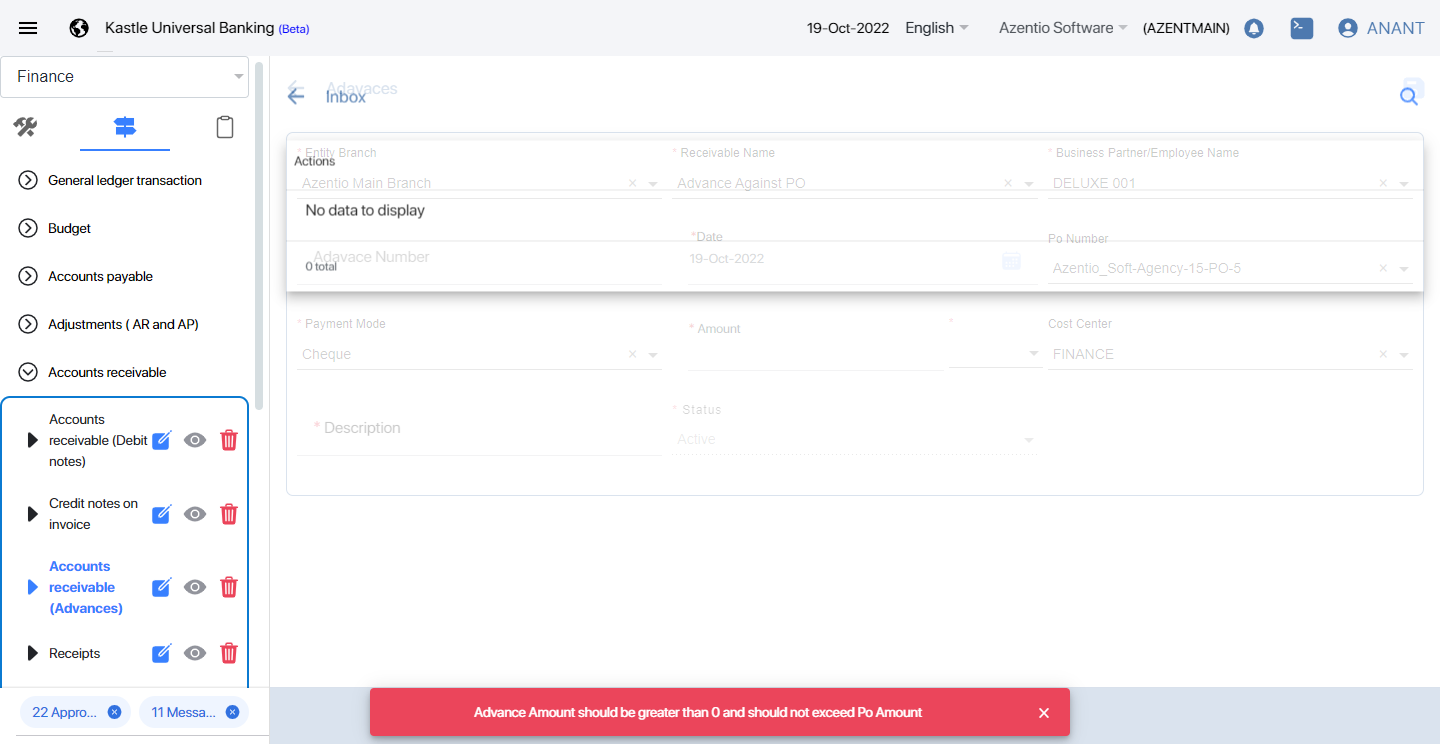 Kastle Universal Banking (Beta)
19-Oct-2022
English
Azentio Software
(AZENTMAIN)
ANANT
Finance
General ledger transaction
Budget
Accounts payable
Adjustments ( AR and AP)
Accounts receivable
Accounts
receivable (Debit
notes)
Credit notes on
invoice
Accounts
receivable
(Advances)
Receipts
22 Appro...
11 Messa...
Adavaces
Inbox
* Entity Branch
* Receivable Name
* Business Partner/Employee Name
Actions
Azentio Main Branch
Advance Against PO
DELUXE 001
No data to display
Adavace Number
*Date
Po Number
0 total
19-Oct-2022
Azentio_Soft-Agency-15-PO-5
* Payment Mode
* Amount
*
Cost Center
Cheque
FINANCE
* Description
* Status
Active
Advance Amount should be greater than 0 and should not exceed Po Amount